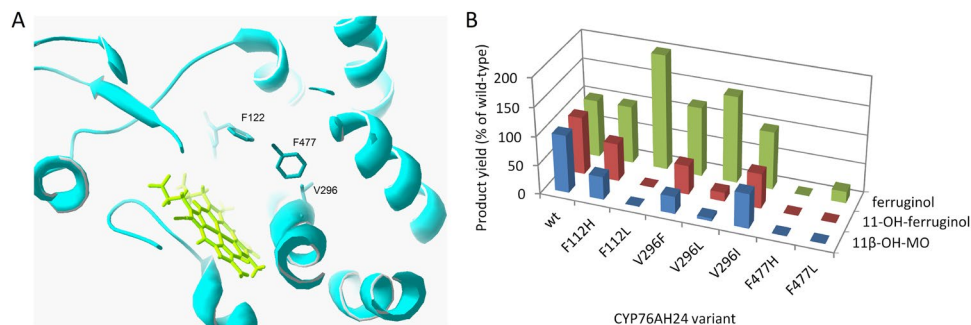 A
F122
F477
V296
B
Product yield (% of wild-type)
200
150
100
50
0
wt
F112H
F112L
V296F
V296L
V296I
F477H
F477L
ferruginol
11-OH-ferruginol
11β-OH-MO
CYP76AH24 variant